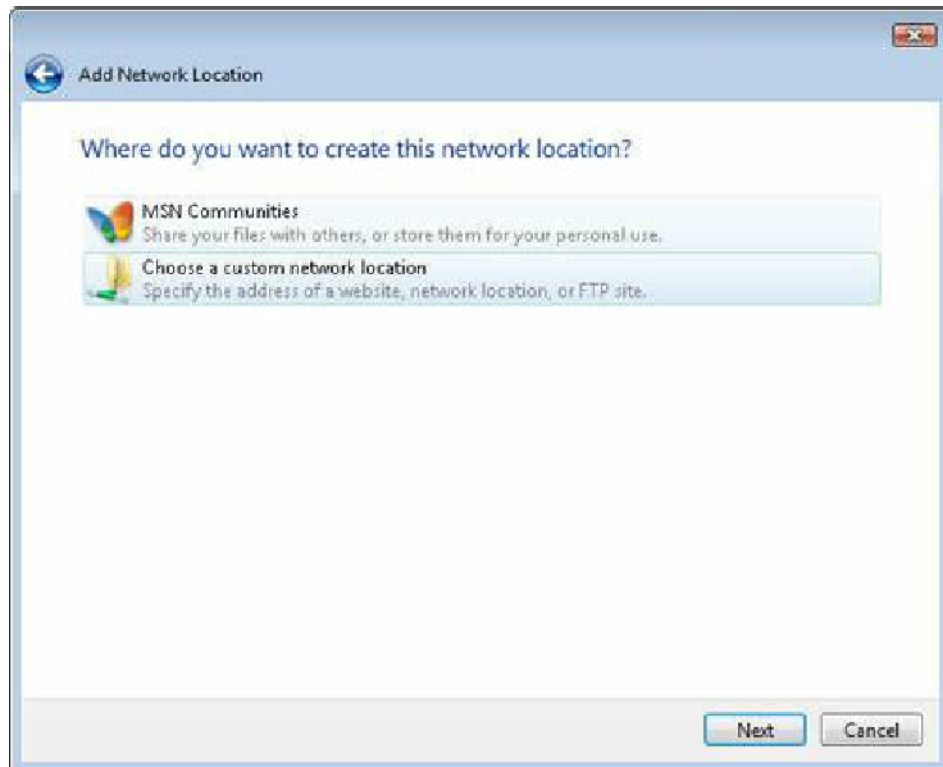 Add Network Location
Where do you want to create this network location?
MSN Communities
Share your files with others, or store them for your personal use.
Choose a custom network location
Specify the address of a website, network location, or FTP site.
Next
Cancel